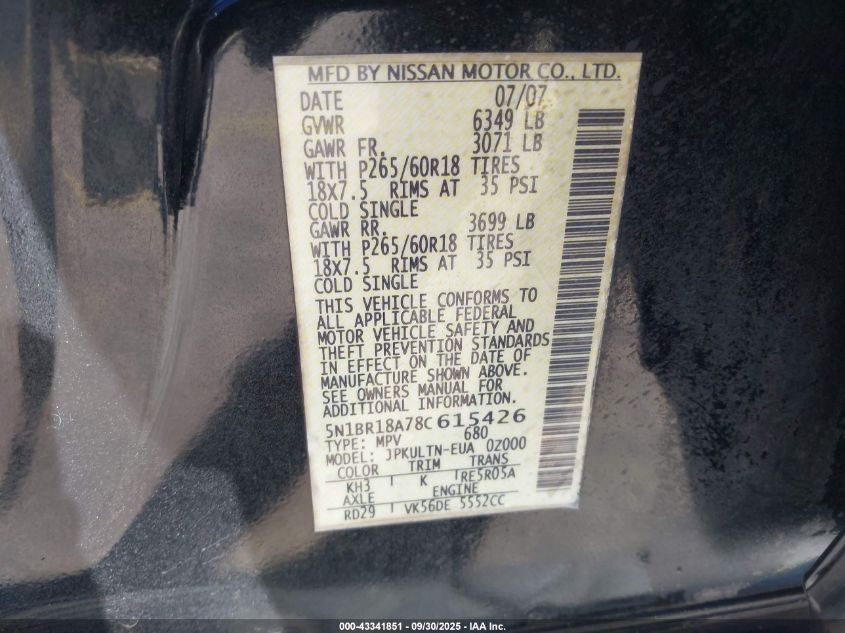 MFD BY NISSAN MOTOR CO., LTD.
DATE 07/07
GVWR 6349 LB
GAWR FR. 3071 LB
WITH P265/60R18 TIRES
18X7.5 RIMS AT 35 PSI
COLD SINGLE
GAWR RR. 3699 LB
WITH P265/60R18 TIRES
18X7.5 RIMS AT 35 PSI
COLD SINGLE
THIS VEHICLE CONFORMS TO
ALL APPLICABLE FEDERAL
MOTOR VEHICLE SAFETY AND
THEFT PREVENTION STANDARDS
IN EFFECT ON THE DATE OF
MANUFACTURE SHOWN ABOVE.
SEE OWNERS MANUAL FOR
ADDITIONAL INFORMATION.
5N1BR18A78C615426
TYPE: MPV 680
MODEL: JPKULTN-EUA 0Z000
COLOR TRIM TRANS
KH3 K RE5R05A
AXLE ENGINE
RD29 VK56DE 5552CC
000-43341851 - 09/30/2025 - IAA Inc.